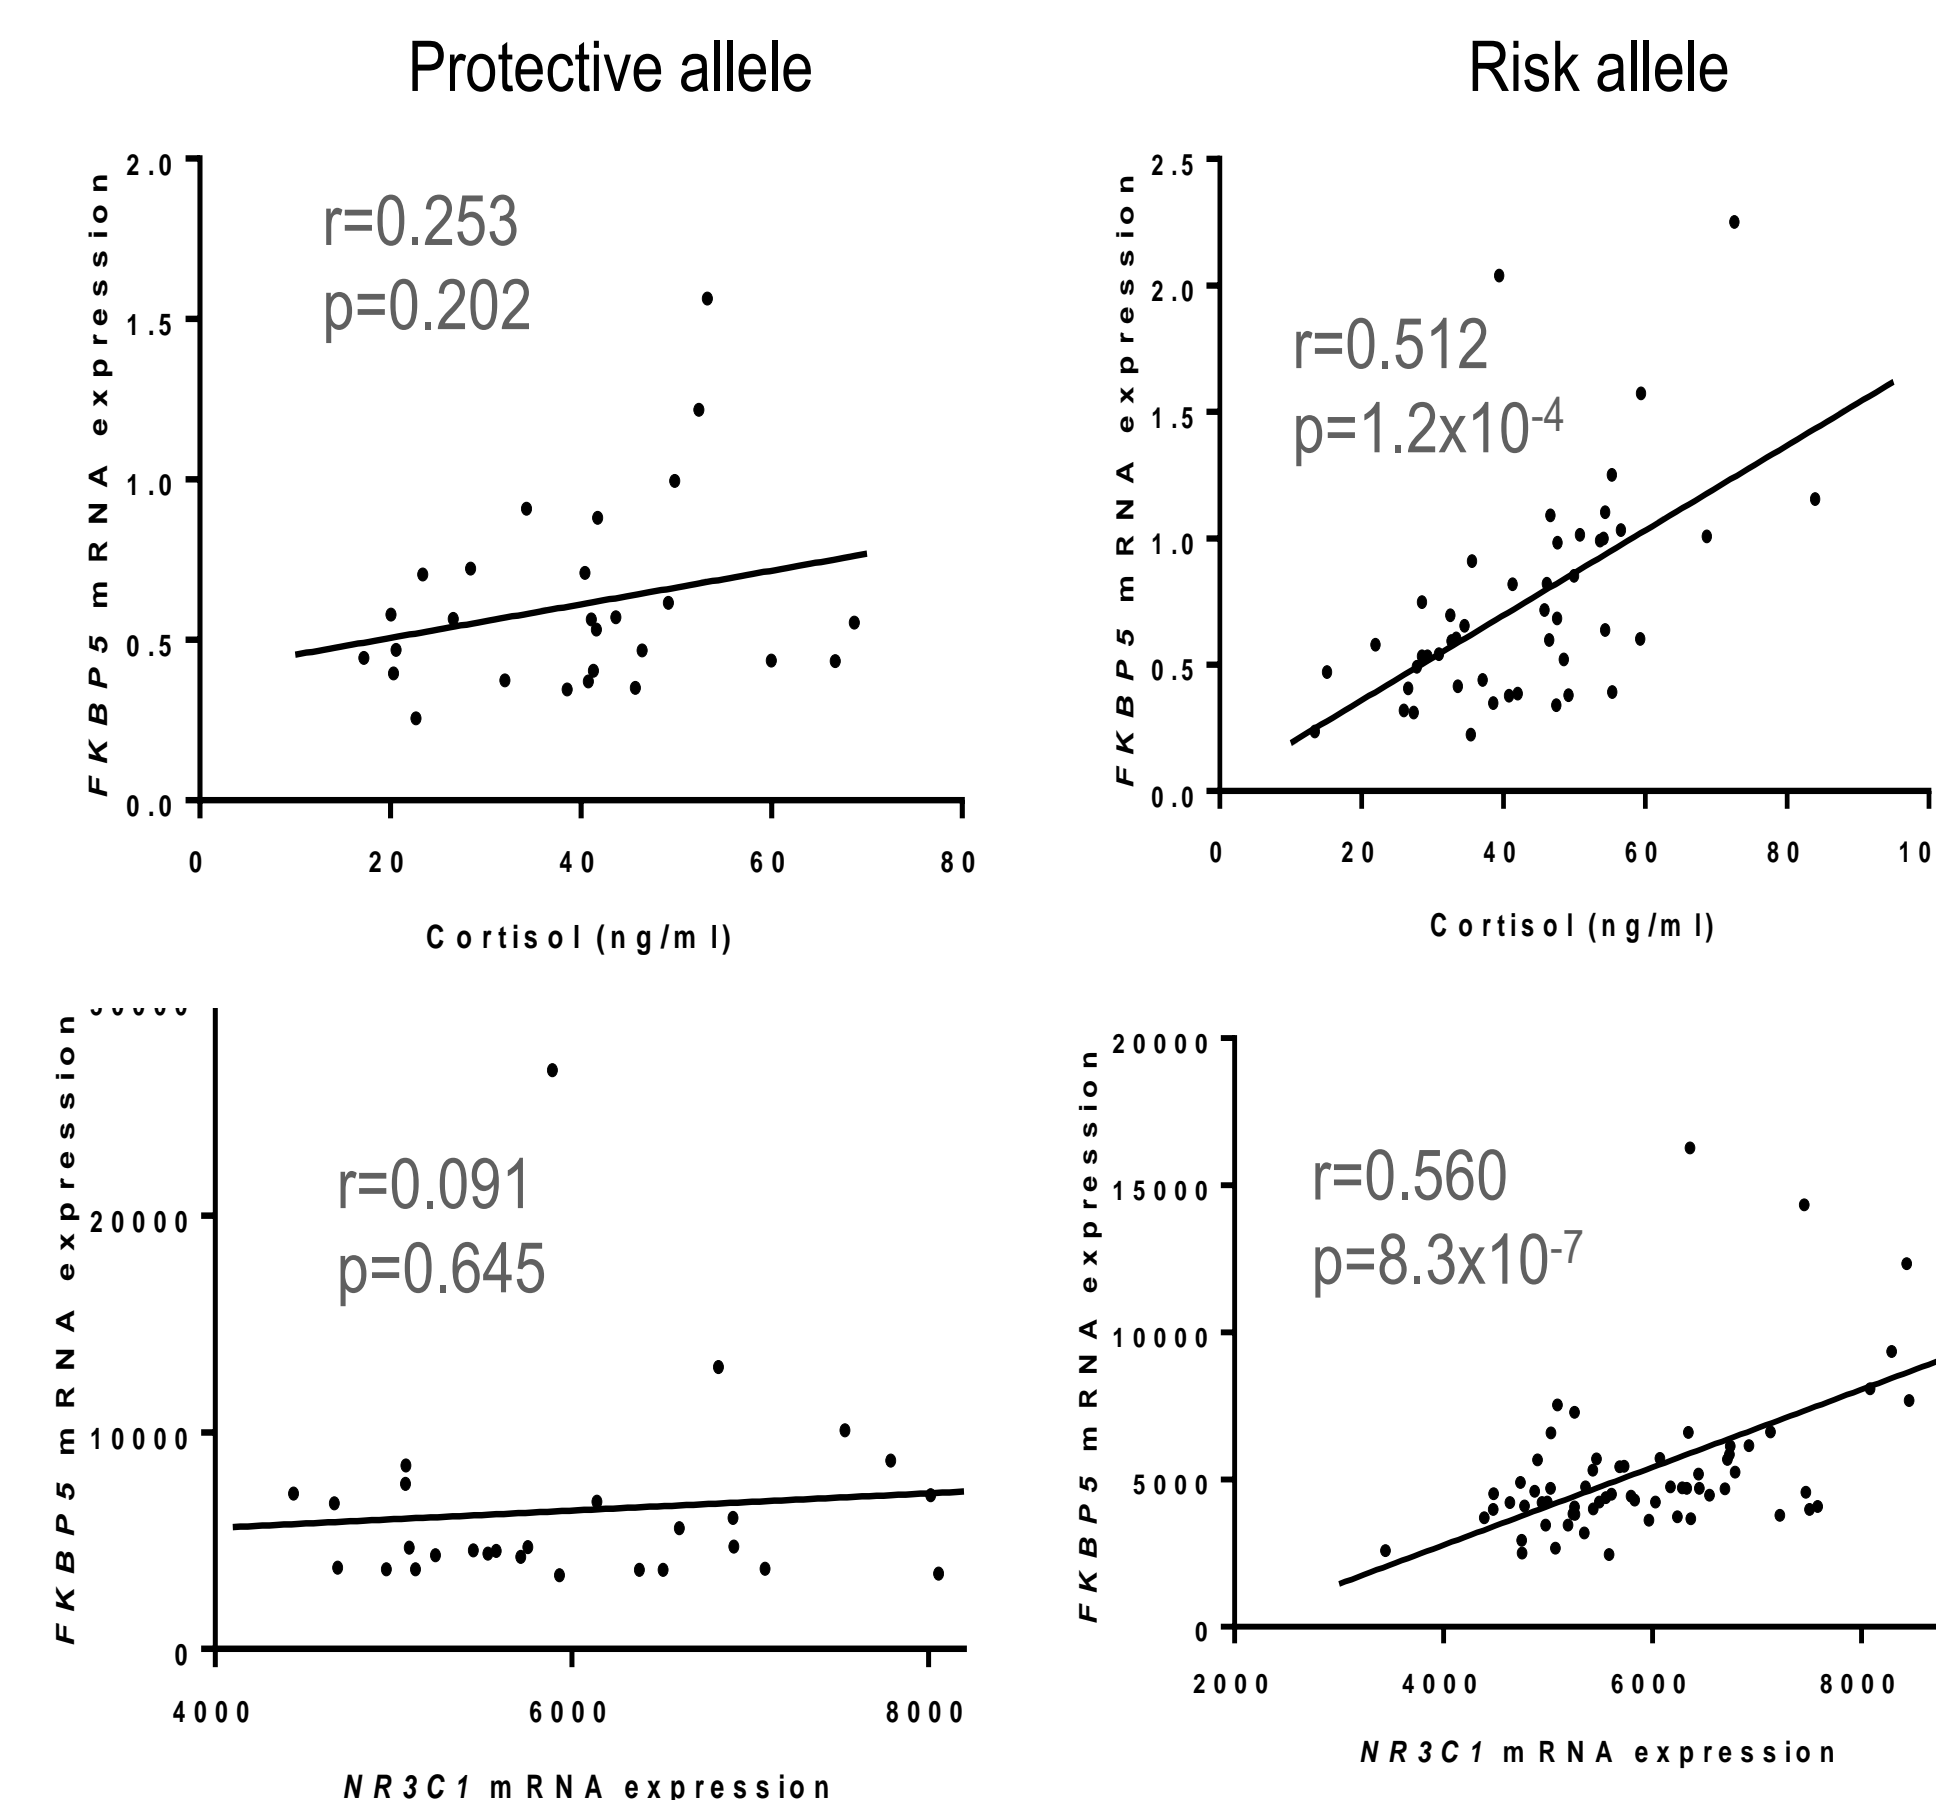 Protective allele
Risk allele
FKBP5 mRNA expression
2.0
1.5
1.0
0.5
0.0
r=0.253
p=0.202
0 20 40 60 80
Cortisol (ng/ml)
FKBP5 mRNA expression
2.5
2.0
1.5
1.0
0.5
0.0
r=0.512
p=1.2x10-4
0 20 40 60 80 10
Cortisol (ng/ml)
FKBP5 mRNA expression
20000
10000
0
r=0.091
p=0.645
4000 6000 8000
NR3C1 mRNA expression
FKBP5 mRNA expression
20000
15000
10000
5000
0
r=0.560
p=8.3x10-7
2000 4000 6000 8000
NR3C1 mRNA expression